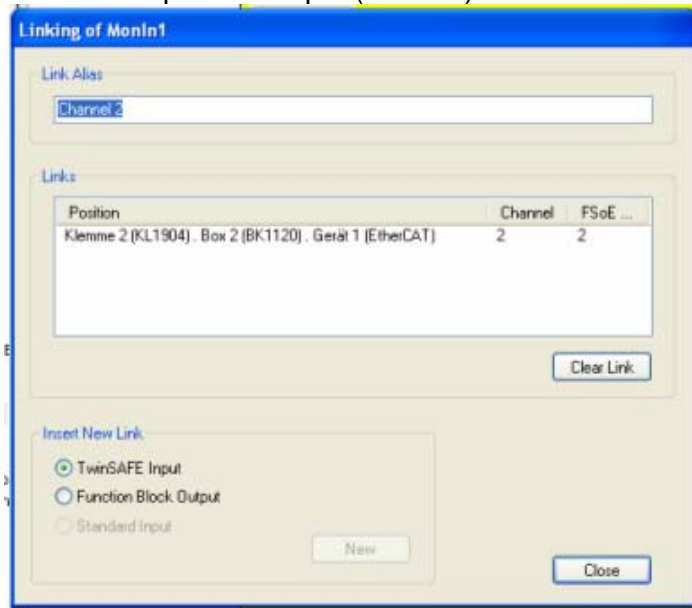 Linking of MonIn1
Link Alias
Channel 2
Links
Position Channel FSoE ...
Klemme 2 (KL1904) . Box 2 (BK1120) . Gerät 1 (EtherCAT) 2 2
Clear Link
Insert New Link
TwinSAFE Input
Function Block Output
Standard Input
New
Close